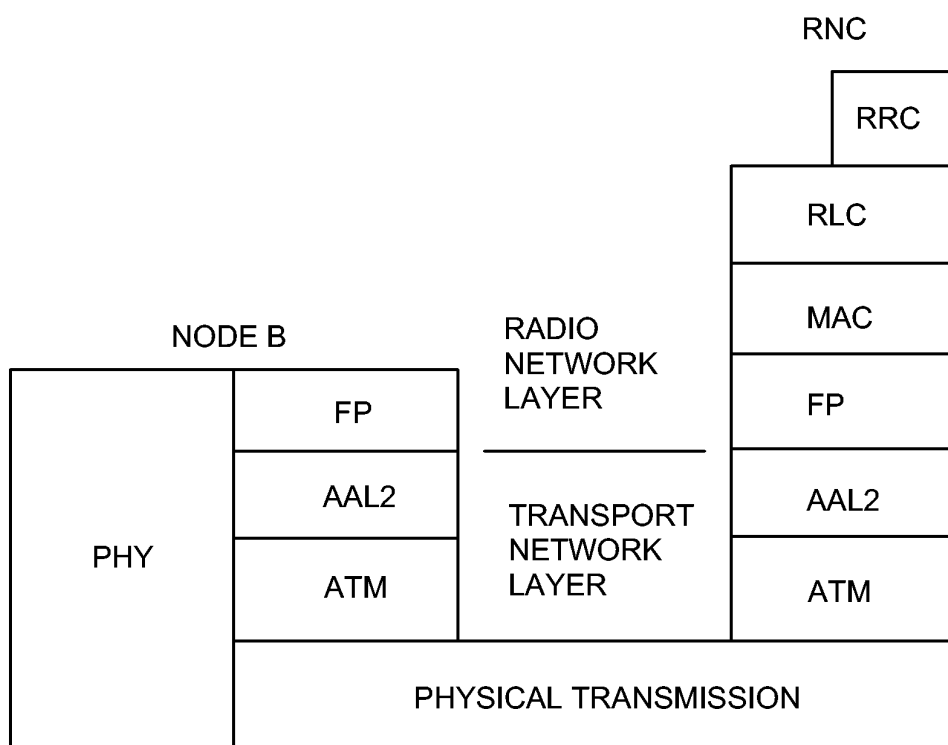 RNC
RRC
RLC
MAC
NODE B
RADIO
NETWORK
LAYER
FP
FP
AAL2
AAL2
TRANSPORT
NETWORK
LAYER
PHY
ATM
ATM
PHYSICAL TRANSMISSION